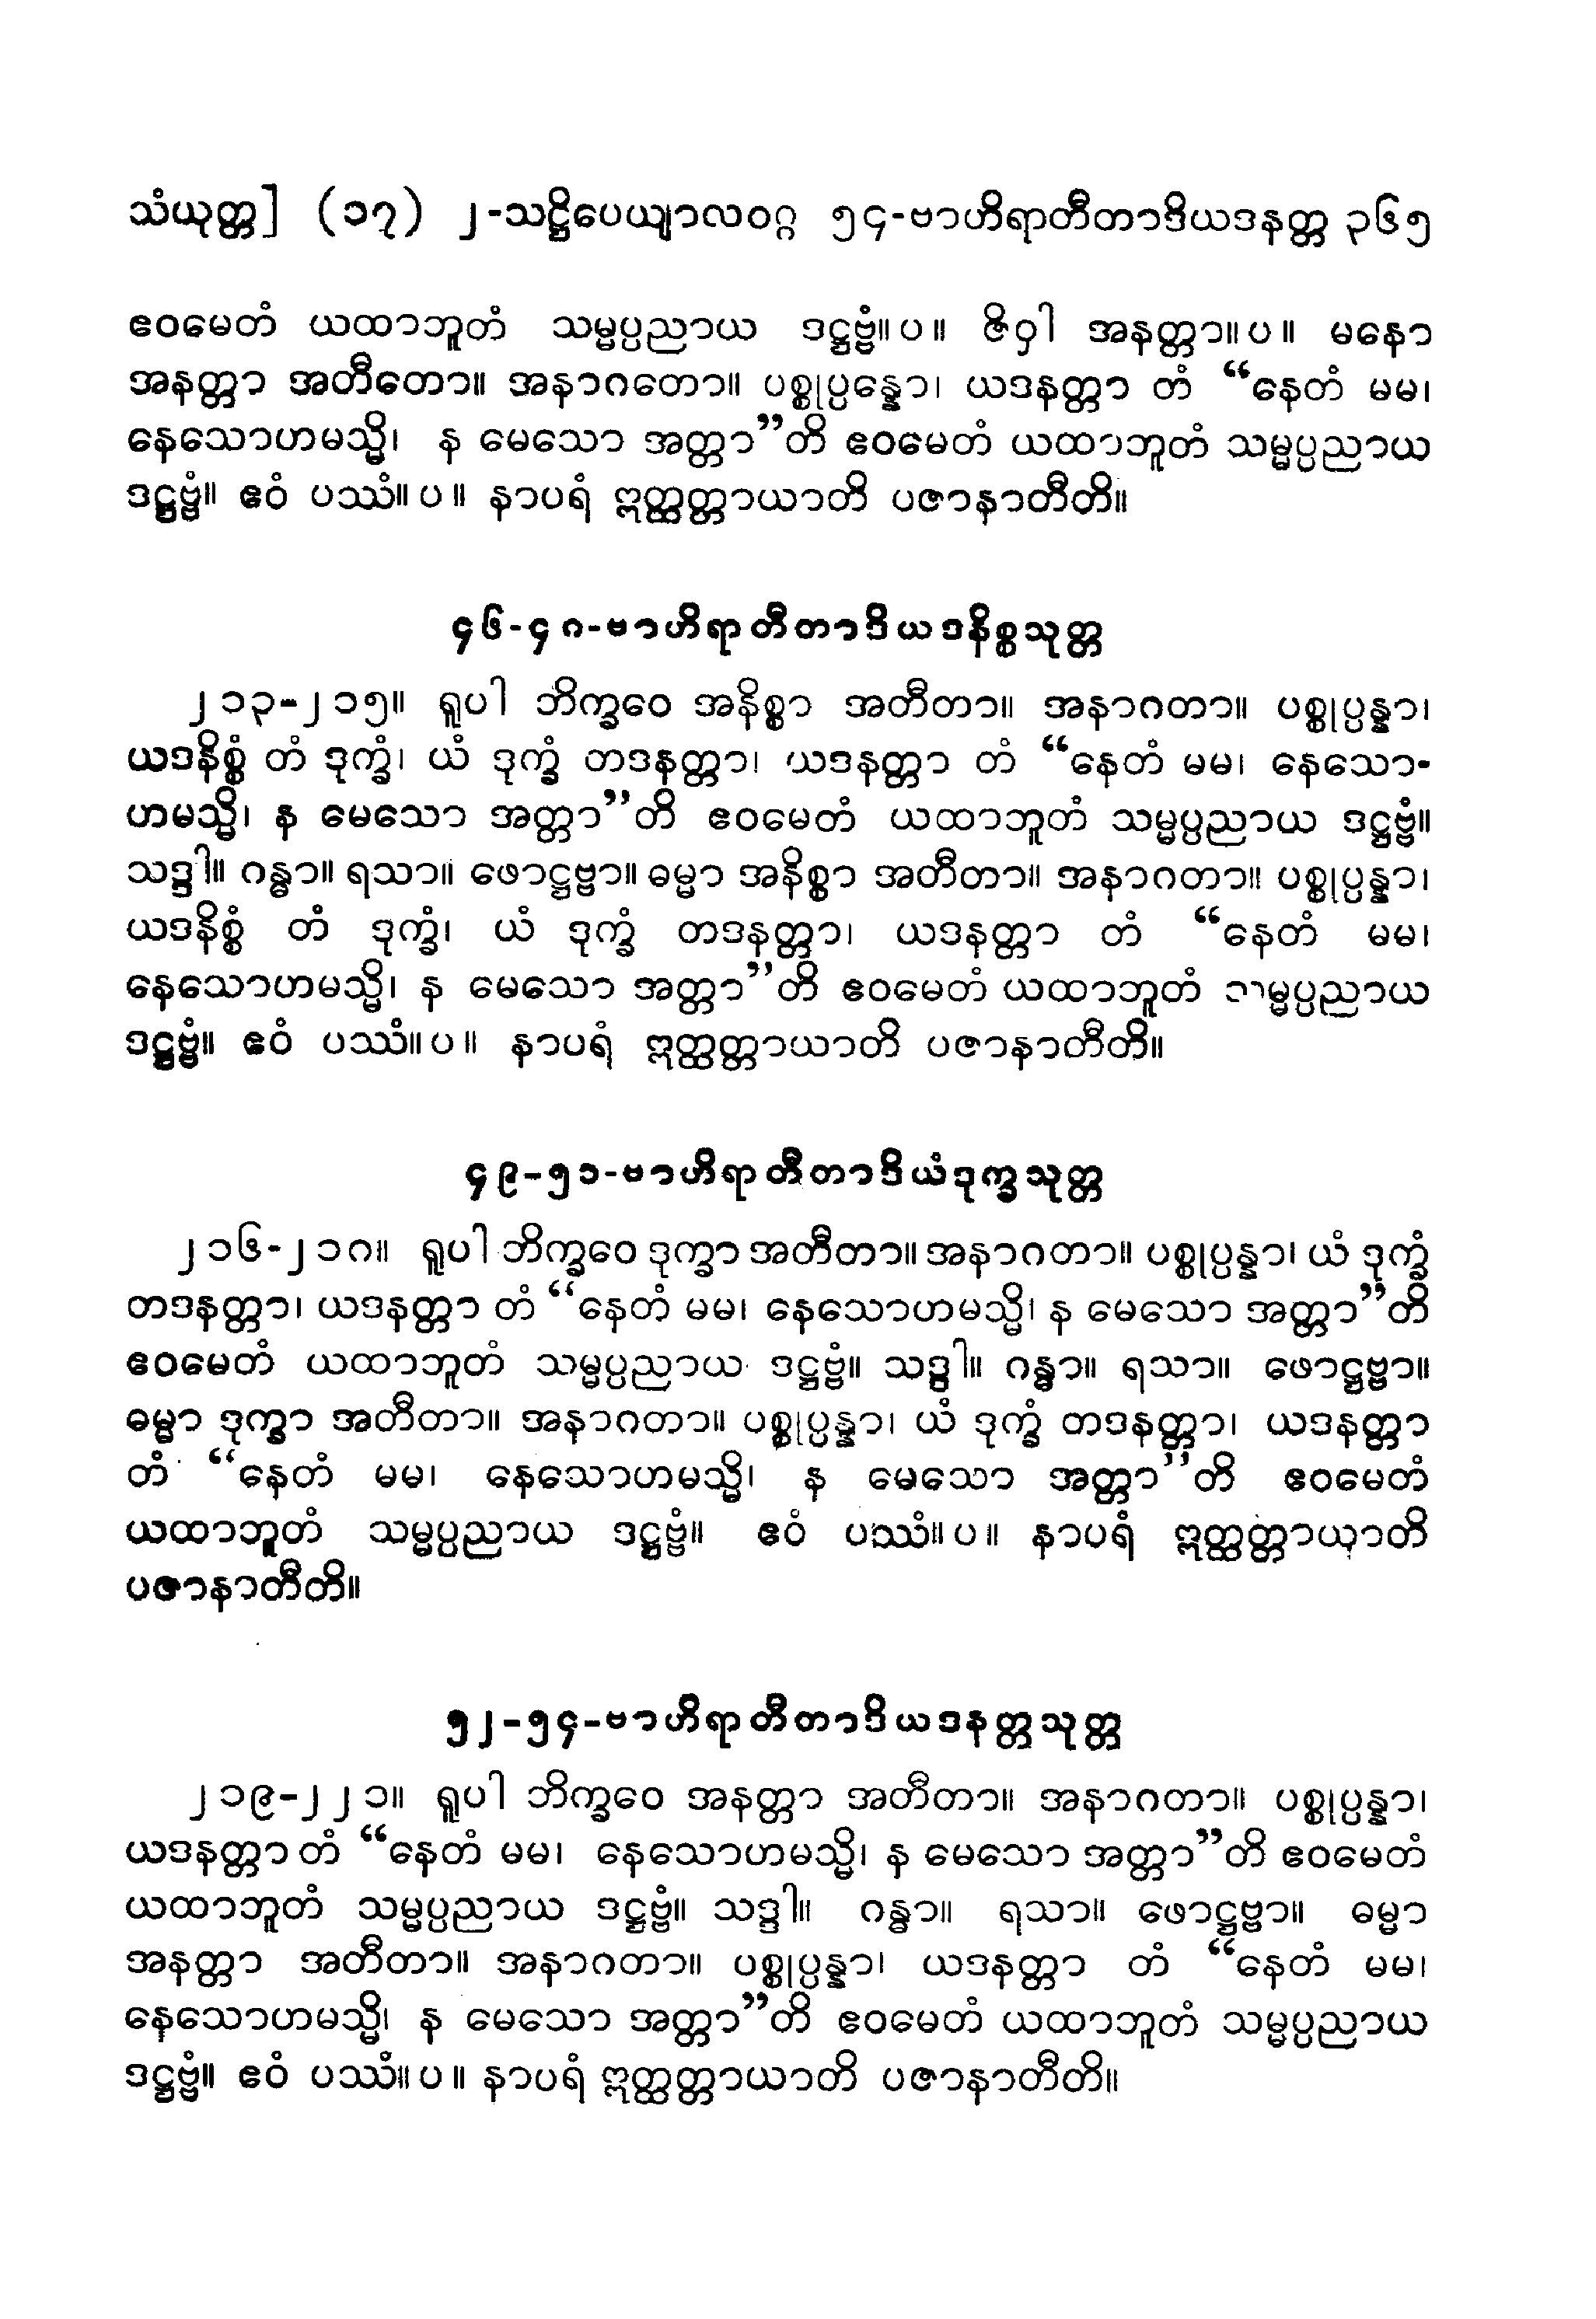 သံယုတ္တ] (၁၇) ၂-သဋ္ဌိပေယျာလဝဂ္ဂ ၅၄-ဗာဟိရာတီတာဒိယဒနတ္တ ၃၆၅
ဧဝမေတံ ယထာဘူတံ သမ္မပ္ပညာယ ဒဋ္ဌဗ္ဗံ။ပ။ ဇိဝှါ အနတ္တာ။ပ။ မနော
အနတ္တာ အတီတော။ အနာဂတော။ ပစ္စုပ္ပန္နော၊ ယဒနတ္တာ တံ “နေတံ မမ၊
နေသောဟမသ္မိ၊ န မေသော အတ္တာ”တိ ဧဝမေတံ ယထာဘူတံ သမ္မပ္ပညာယ
ဒဋ္ဌဗ္ဗံ။ ဧဝံ ပဿံ။ပ။ နာပရံ ဣတ္ထတ္တာယာတိ ပဇာနာတီတိ။
၄၆-၄၈-ဗာဟိရာတီတာဒိယဒနိစ္စသုတ္တ
၂၁၃-၂၁၅။ ရူပါ ဘိက္ခဝေ အနိစ္စာ အတီတာ။ အနာဂတာ။ ပစ္စုပ္ပန္နာ၊
ယဒနိစ္စံ တံ ဒုက္ခံ၊ ယံ ဒုက္ခံ တဒနတ္တာ၊ ယဒနတ္တာ တံ “နေတံ မမ၊ နေသော-
ဟမသ္မိ၊ န မေသော အတ္တာ”တိ ဧဝမေတံ ယထာဘူတံ သမ္မပ္ပညာယ ဒဋ္ဌဗ္ဗံ။
သဒ္ဒါ။ ဂန္ဓာ။ ရသာ။ ဖောဋ္ဌဗ္ဗာ။ ဓမ္မာ အနိစ္စာ အတီတာ။ အနာဂတာ။ ပစ္စုပ္ပန္နာ၊
ယဒနိစ္စံ တံ ဒုက္ခံ၊ ယံ ဒုက္ခံ တဒနတ္တာ၊ ယဒနတ္တာ တံ “နေတံ မမ၊
နေသောဟမသ္မိ၊ န မေသော အတ္တာ”တိ ဧဝမေတံ ယထာဘူတံ သမ္မပ္ပညာယ
ဒဋ္ဌဗ္ဗံ။ ဧဝံ ပဿံ။ပ။ နာပရံ ဣတ္ထတ္တာယာတိ ပဇာနာတီတိ။
၄၉-၅၁-ဗာဟိရာတီတာဒိယံဒုက္ခသုတ္တ
၂၁၆-၂၁၈။ ရူပါ ဘိက္ခဝေ ဒုက္ခာ အတီတာ။ အနာဂတာ။ ပစ္စုပ္ပန္နာ၊ ယံ ဒုက္ခံ
တဒနတ္တာ၊ ယဒနတ္တာ တံ “နေတံ မမ၊ နေသောဟမသ္မိ၊ န မေသော အတ္တာ”တိ
ဧဝမေတံ ယထာဘူတံ သမ္မပ္ပညာယ ဒဋ္ဌဗ္ဗံ။ သဒ္ဒါ။ ဂန္ဓာ။ ရသာ။ ဖောဋ္ဌဗ္ဗာ။
ဓမ္မာ ဒုက္ခာ အတီတာ။ အနာဂတာ။ ပစ္စုပ္ပန္နာ၊ ယံ ဒုက္ခံ တဒနတ္တာ၊ ယဒနတ္တာ
တံ “နေတံ မမ၊ နေသောဟမသ္မိ၊ န မေသော အတ္တာ”တိ ဧဝမေတံ
ယထာဘူတံ သမ္မပ္ပညာယ ဒဋ္ဌဗ္ဗံ။ ဧဝံ ပဿံ။ပ။ နာပရံ ဣတ္ထတ္တာယာတိ
ပဇာနာတီတိ။
၅၂-၅၄-ဗာဟိရာတီတာဒိယဒနတ္တသုတ္တ
၂၁၉-၂၂၁။ ရူပါ ဘိက္ခဝေ အနတ္တာ အတီတာ။ အနာဂတာ။ ပစ္စုပ္ပန္နာ၊
ယဒနတ္တာ တံ “နေတံ မမ၊ နေသောဟမသ္မိ၊ န မေသော အတ္တာ”တိ ဧဝမေတံ
ယထာဘူတံ သမ္မပ္ပညာယ ဒဋ္ဌဗ္ဗံ။ သဒ္ဒါ။ ဂန္ဓာ။ ရသာ။ ဖောဋ္ဌဗ္ဗာ။ ဓမ္မာ
အနတ္တာ အတီတာ။ အနာဂတာ။ ပစ္စုပ္ပန္နာ၊ ယဒနတ္တာ တံ “နေတံ မမ၊
နေသောဟမသ္မိ၊ န မေသော အတ္တာ”တိ ဧဝမေတံ ယထာဘူတံ သမ္မပ္ပညာယ
ဒဋ္ဌဗ္ဗံ။ ဧဝံ ပဿံ။ပ။ နာပရံ ဣတ္ထတ္တာယာတိ ပဇာနာတီတိ။